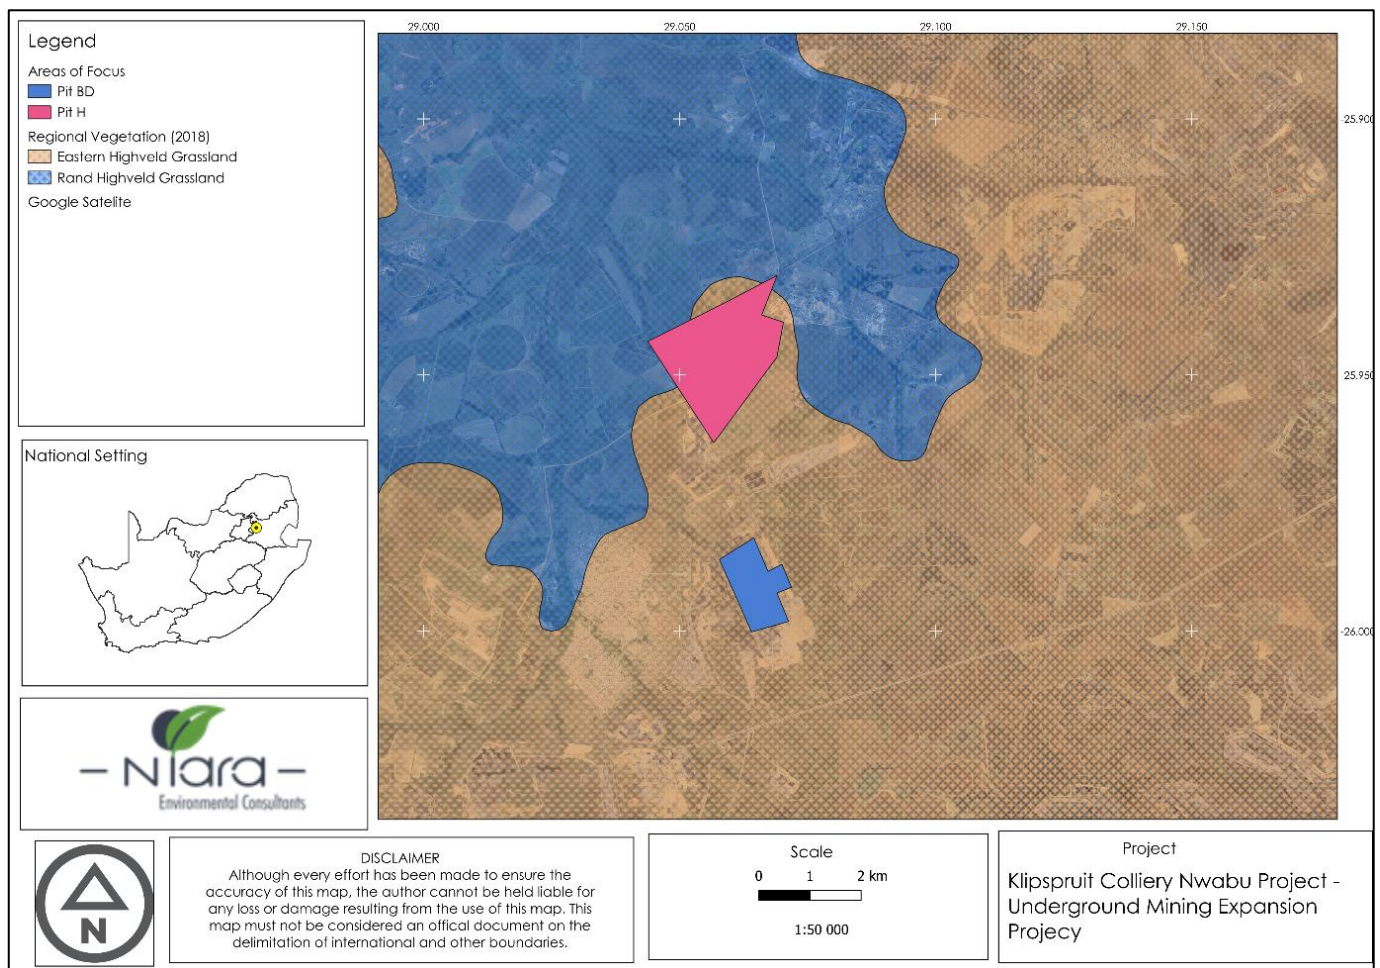 Legend
Areas of Focus
Pit BD
Pit H
Regional Vegetation (2018)
Eastern Highveld Grassland
Rand Highveld Grassland
Google Satelite
29.000
29.050
29.100
29.150
-25.900
-25.950
-26.000
National Setting
NIara
Environmental Consultants
N
DISCLAIMER
Although every effort has been made to ensure the
accuracy of this map, the author cannot be held liable for
any loss or damage resulting from the use of this map. This
map must not be considered an offical document on the
delimitation of international and other boundaries.
Scale
0 1 2 km
1:50 000
Project
Klipspruit Colliery Nwabu Project -
Underground Mining Expansion
Projecy